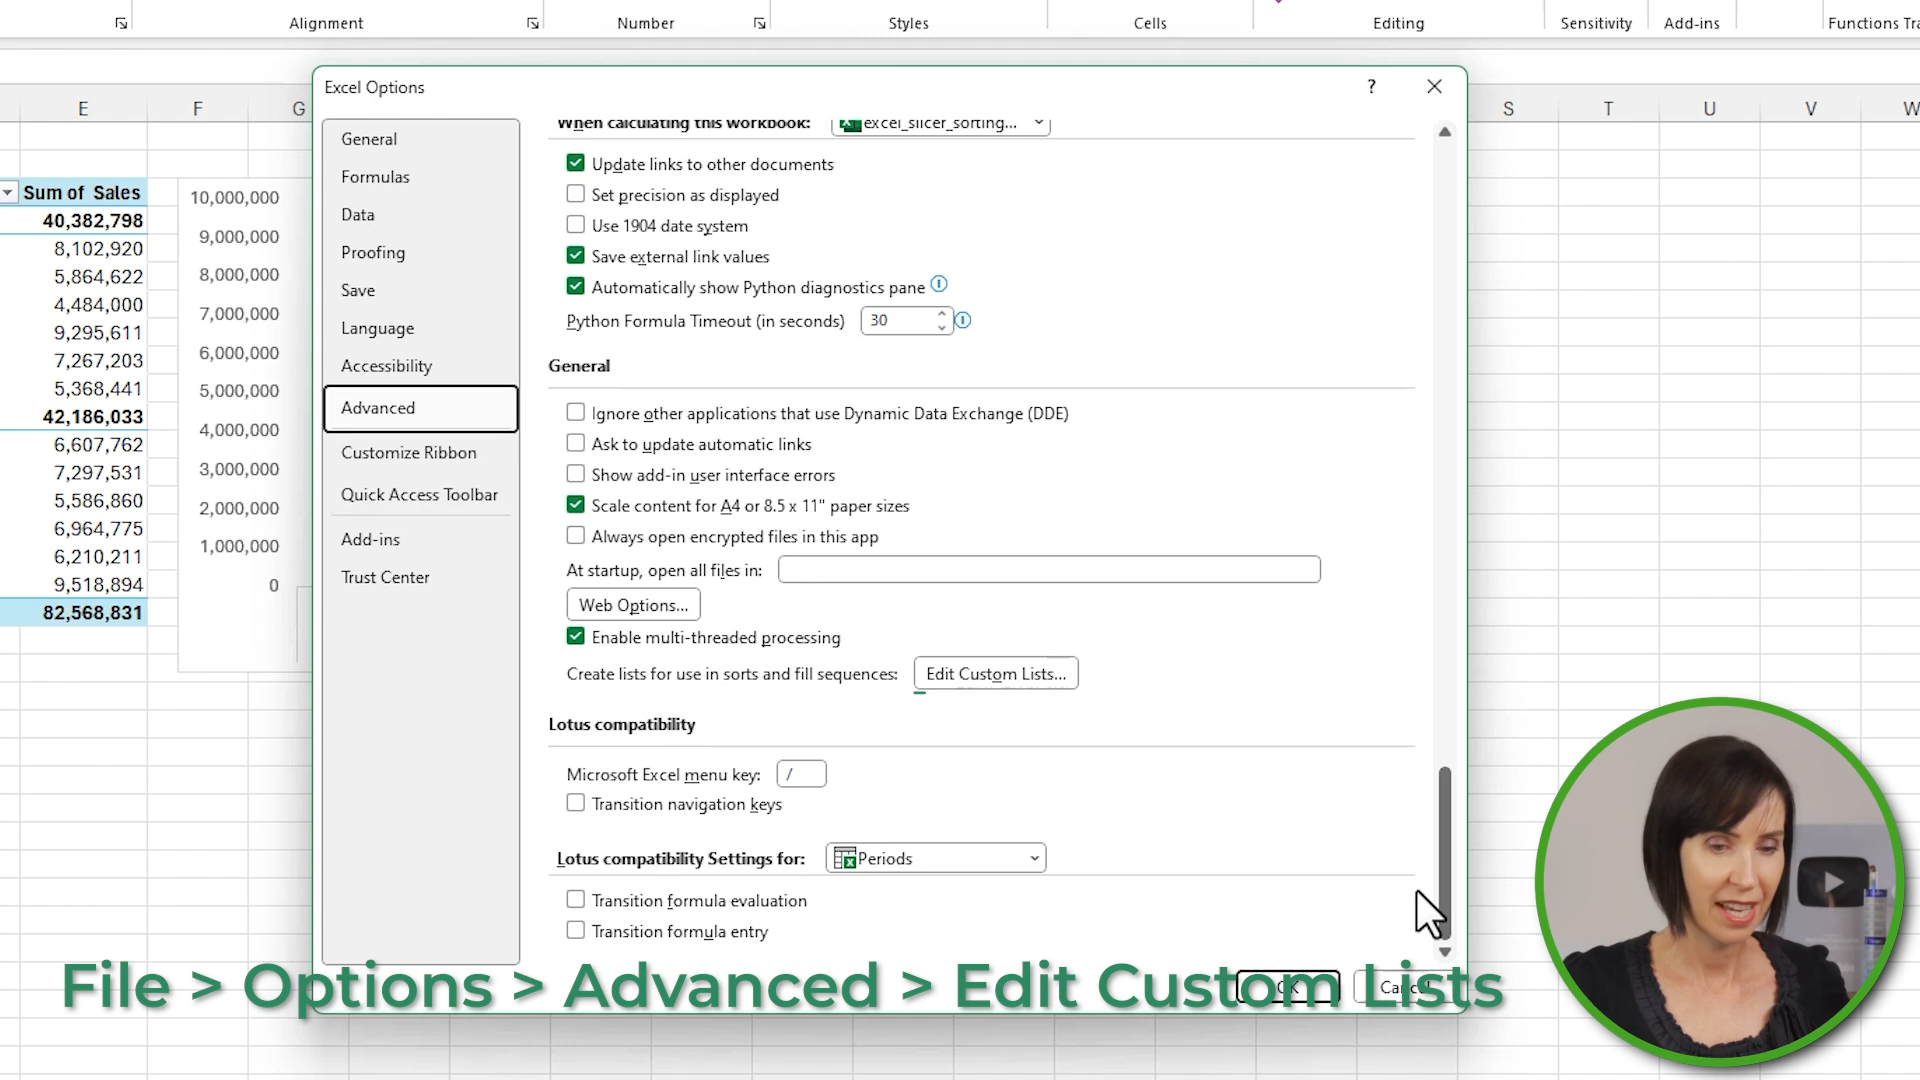 Alignment
Number
Styles
Cells
Editing
Sensitivity
Add-ins
Functions Tra
Excel Options
?
E
F
G
S
T
U
V
W
Sum of Sales
40,382,798
8,102,920
5,864,622
4,484,000
9,295,611
7,267,203
5,368,441
42,186,033
6,607,762
7,297,531
5,586,860
6,964,775
6,210,211
9,518,894
82,568,831
10,000,000
9,000,000
8,000,000
7,000,000
6,000,000
5,000,000
4,000,000
3,000,000
2,000,000
1,000,000
0
General
Formulas
Data
Proofing
Save
Language
Accessibility
Advanced
Customize Ribbon
Quick Access Toolbar
Add-ins
Trust Center
When calculating this workbook: excel_slicer_sorting...
Update links to other documents
Set precision as displayed
Use 1904 date system
Save external link values
Automatically show Python diagnostics pane
Python Formula Timeout (in seconds) 30
General
Ignore other applications that use Dynamic Data Exchange (DDE)
Ask to update automatic links
Show add-in user interface errors
Scale content for A4 or 8.5 x 11" paper sizes
Always open encrypted files in this app
At startup, open all files in:
Web Options...
Enable multi-threaded processing
Create lists for use in sorts and fill sequences: Edit Custom Lists...
Lotus compatibility
Microsoft Excel menu key: /
Transition navigation keys
Lotus compatibility Settings for: Periods
Transition formula evaluation
Transition formula entry
File > Options > Advanced > Edit Custom Lists